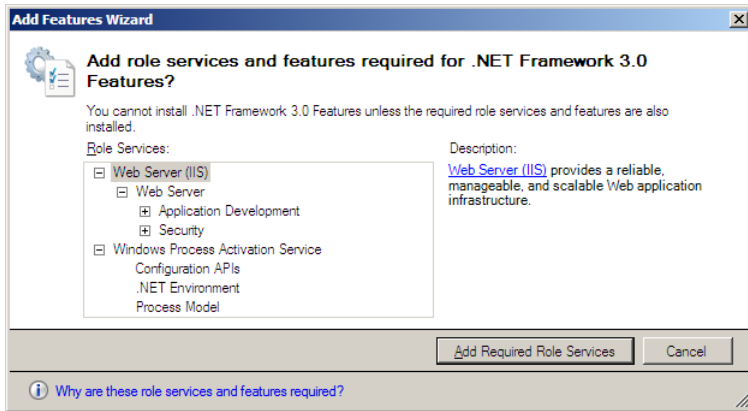 Add Features Wizard
Add role services and features required for .NET Framework 3.0
Features?
You cannot install .NET Framework 3.0 Features unless the required role services and features are also
installed.
Role Services:
Web Server (IIS)
Web Server
Application Development
Security
Windows Process Activation Service
Configuration APIs
.NET Environment
Process Model
Description:
Web Server (IIS) provides a reliable,
manageable, and scalable Web application
infrastructure.
Add Required Role Services
Cancel
Why are these role services and features required?